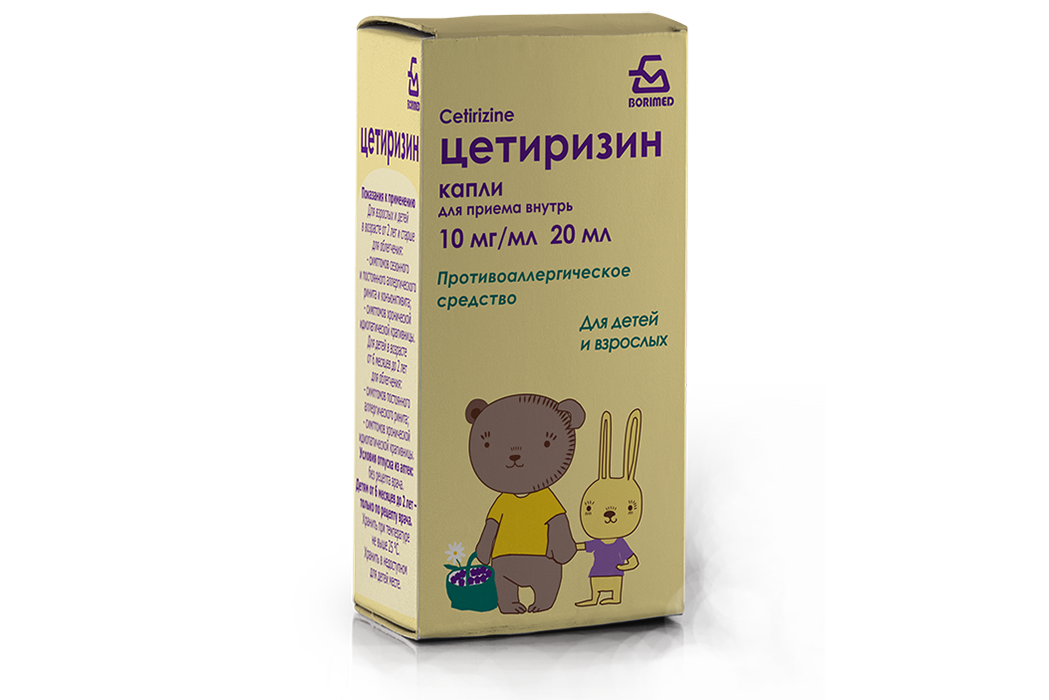 BORIMED
цетиризин
Показания к применению
Для взрослых и детей
в возрасте от 2 лет и старше
для облегчения:
– симптомов сезонного
и постоянного аллергического
ринита и конъюнктивита;
– симптомов хронической
идиопатической крапивницы.
Для детей в возрасте
от 6 месяцев до 2 лет
для облегчения:
– симптомов постоянного
аллергического ринита;
– симптомов хронической
идиопатической крапивницы.
Условия отпуска из аптек:
без рецепта врача.
Детям от 6 месяцев до 2 лет –
только по рецепту врача.
Хранить при температуре
не выше 25 °С.
Хранить в недоступном
для детей месте.
BORIMED
Cetirizine
цетиризин
капли
для приема внутрь
10 мг/мл 20 мл
Противоаллергическое
средство
Для детей
и взрослых